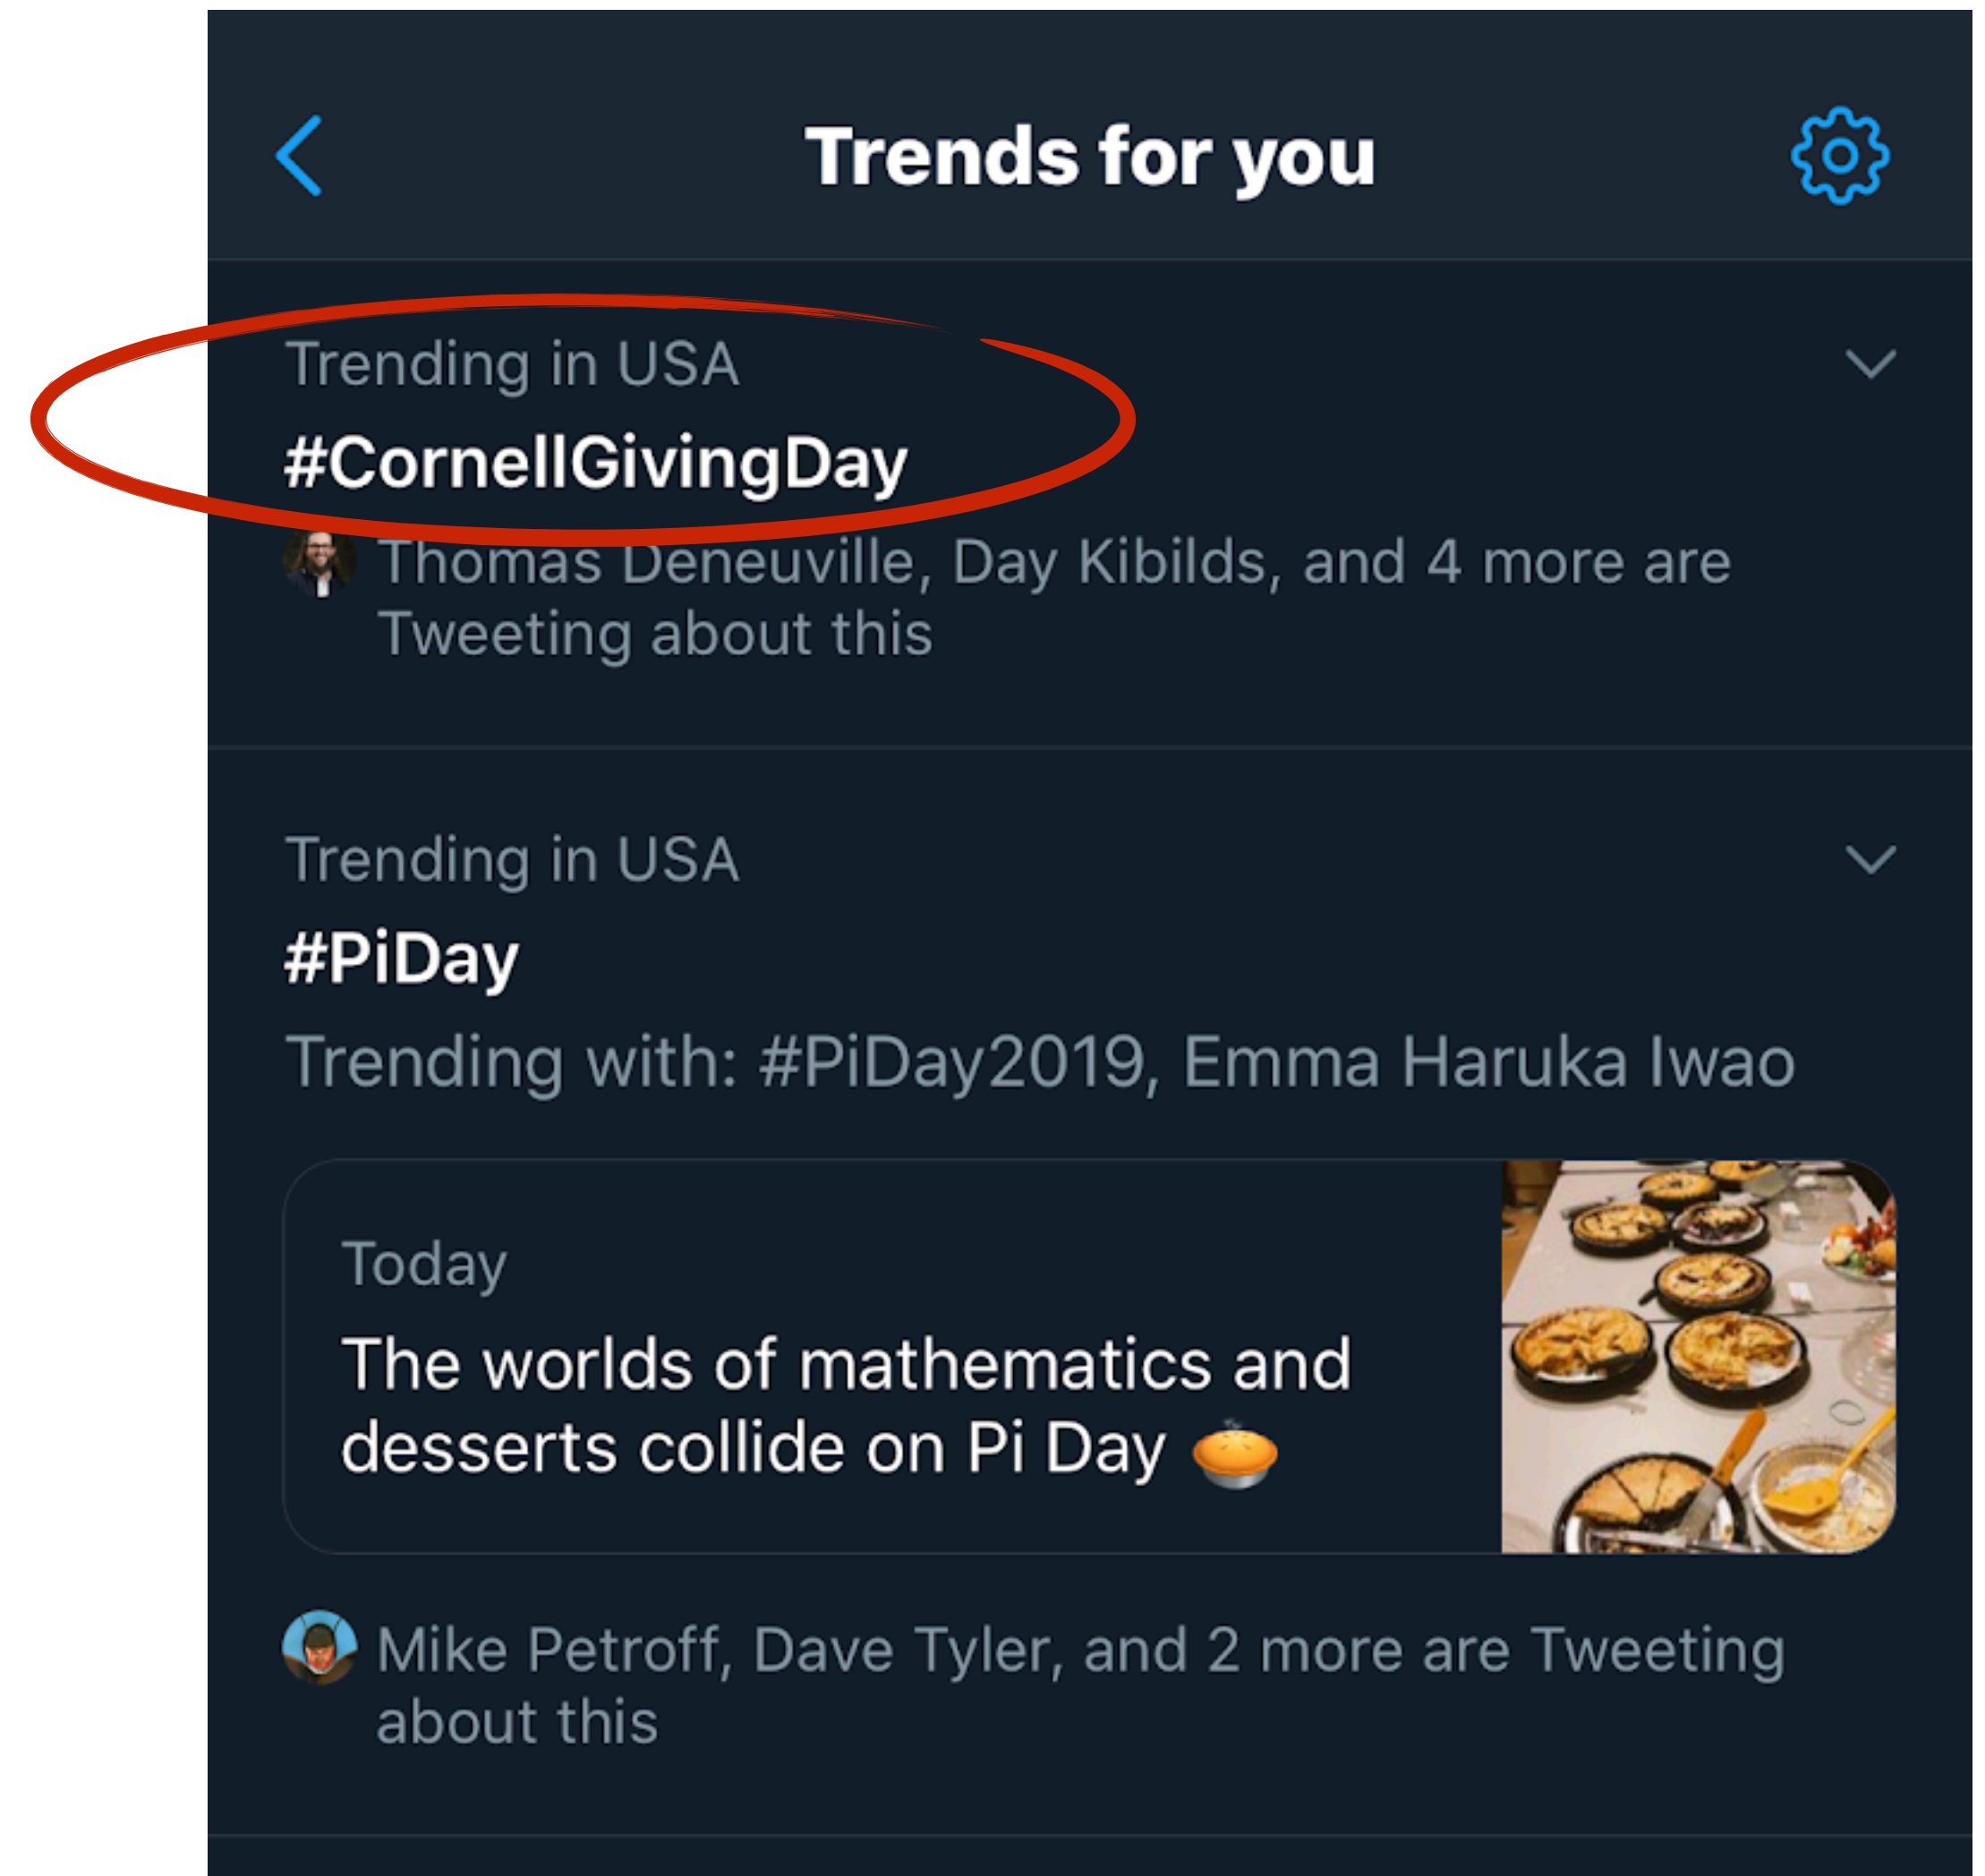 Trends for you
Trending in USA
#CornellGivingDay
Thomas Deneuville, Day Kibilds, and 4 more are
Tweeting about this
Trending in USA
#PiDay
Trending with: #PiDay2019, Emma Haruka Iwao
Today
The worlds of mathematics and
desserts collide on Pi Day 🥧
Mike Petroff, Dave Tyler, and 2 more are Tweeting
about this